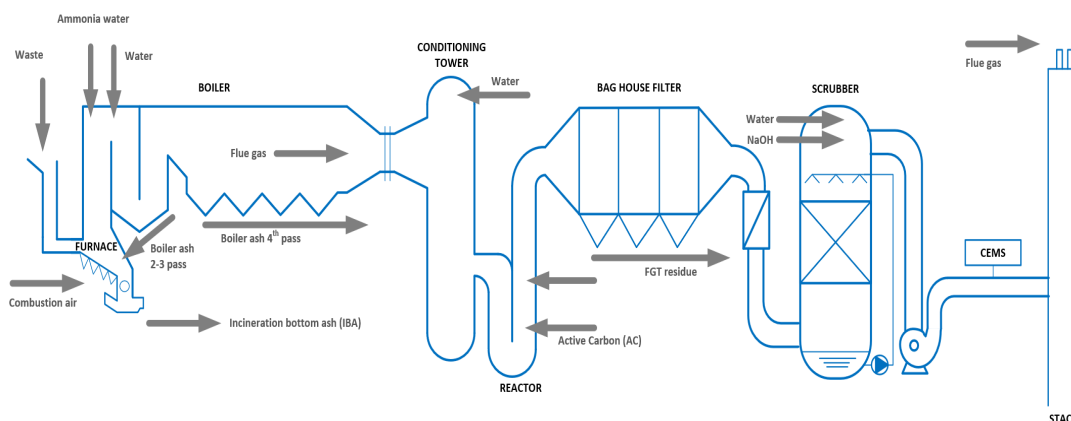 Ammonia water
Waste
Water
BOILER
CONDITIONING
TOWER
Water
BAG HOUSE FILTER
SCRUBBER
Flue gas
Water
NaOH
Flue gas
Boiler ash 4th pass
FURNACE
Boiler ash
2-3 pass
FGT residue
CEMS
Combustion air
Incineration bottom ash (IBA)
Active Carbon (AC)
REACTOR
STAC